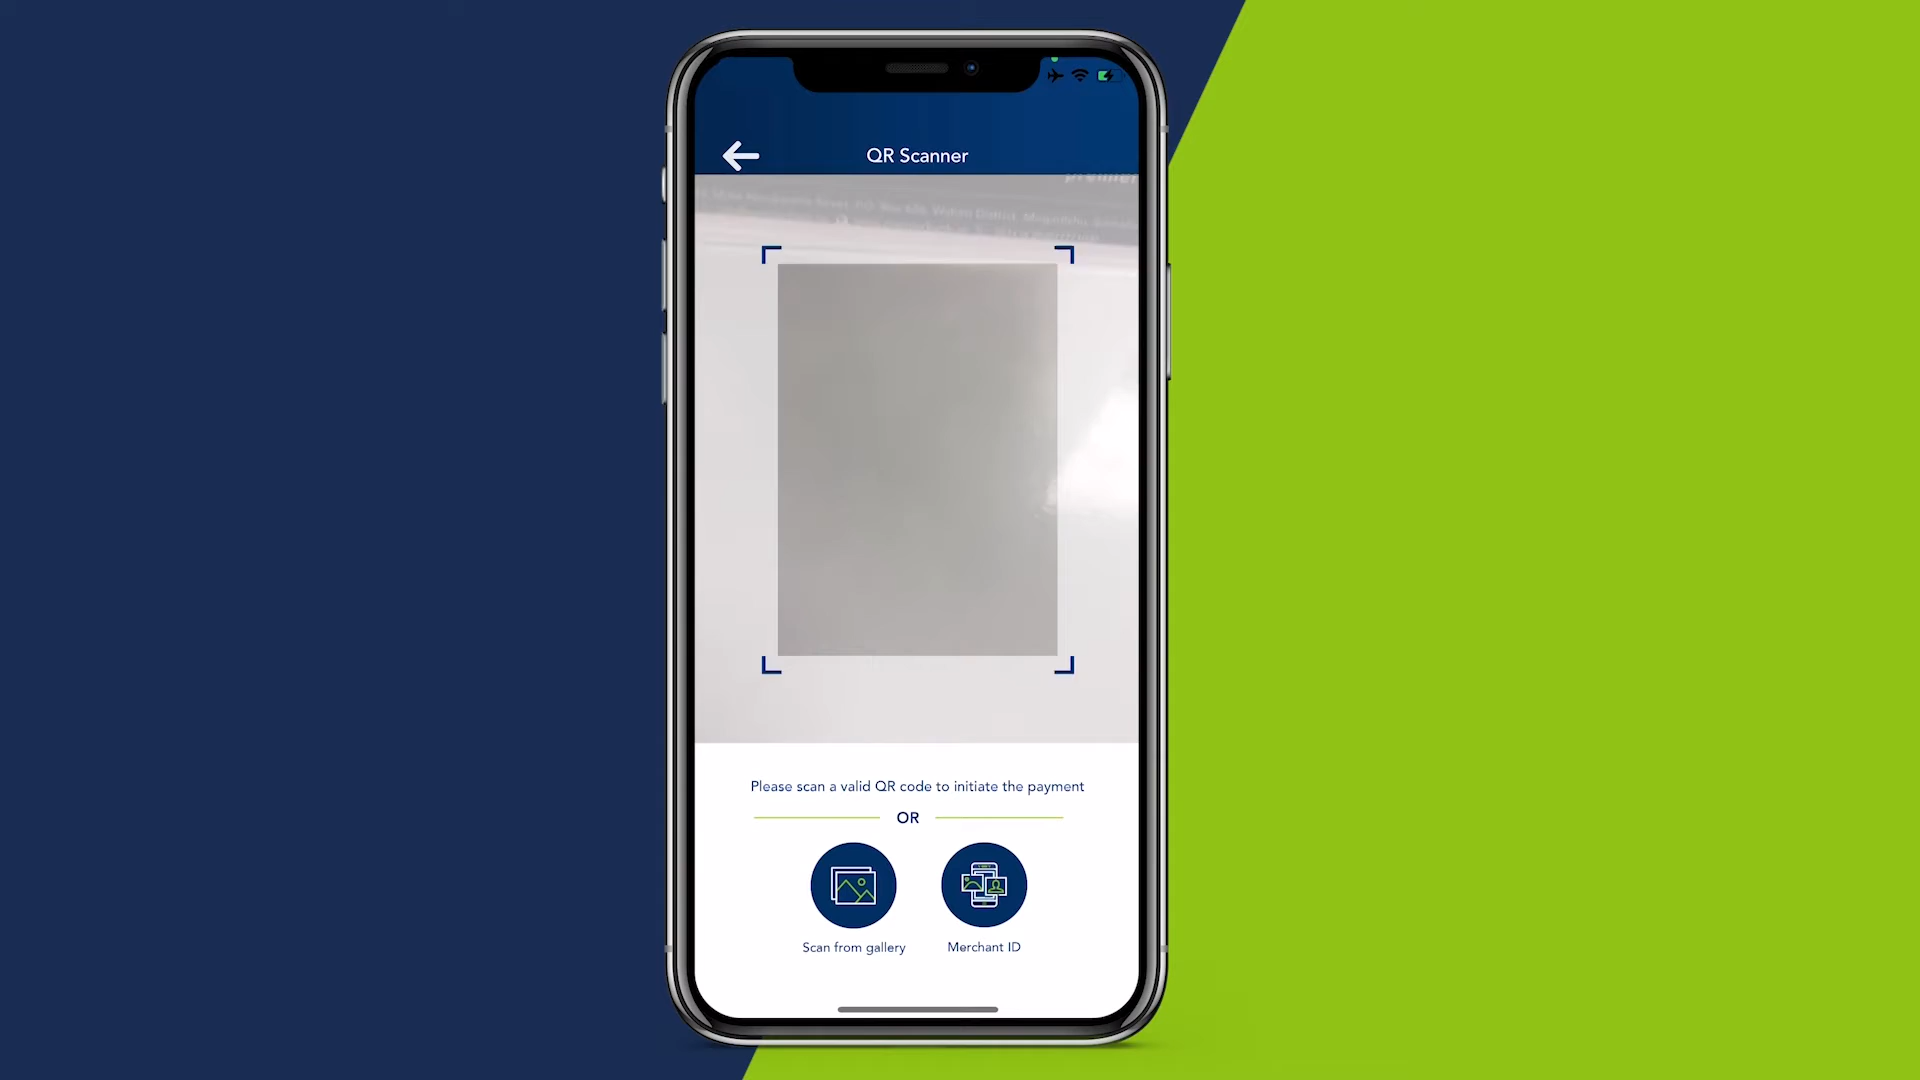 QR Scanner
Please scan a valid QR code to initiate the payment
OR
Scan from gallery
Merchant ID